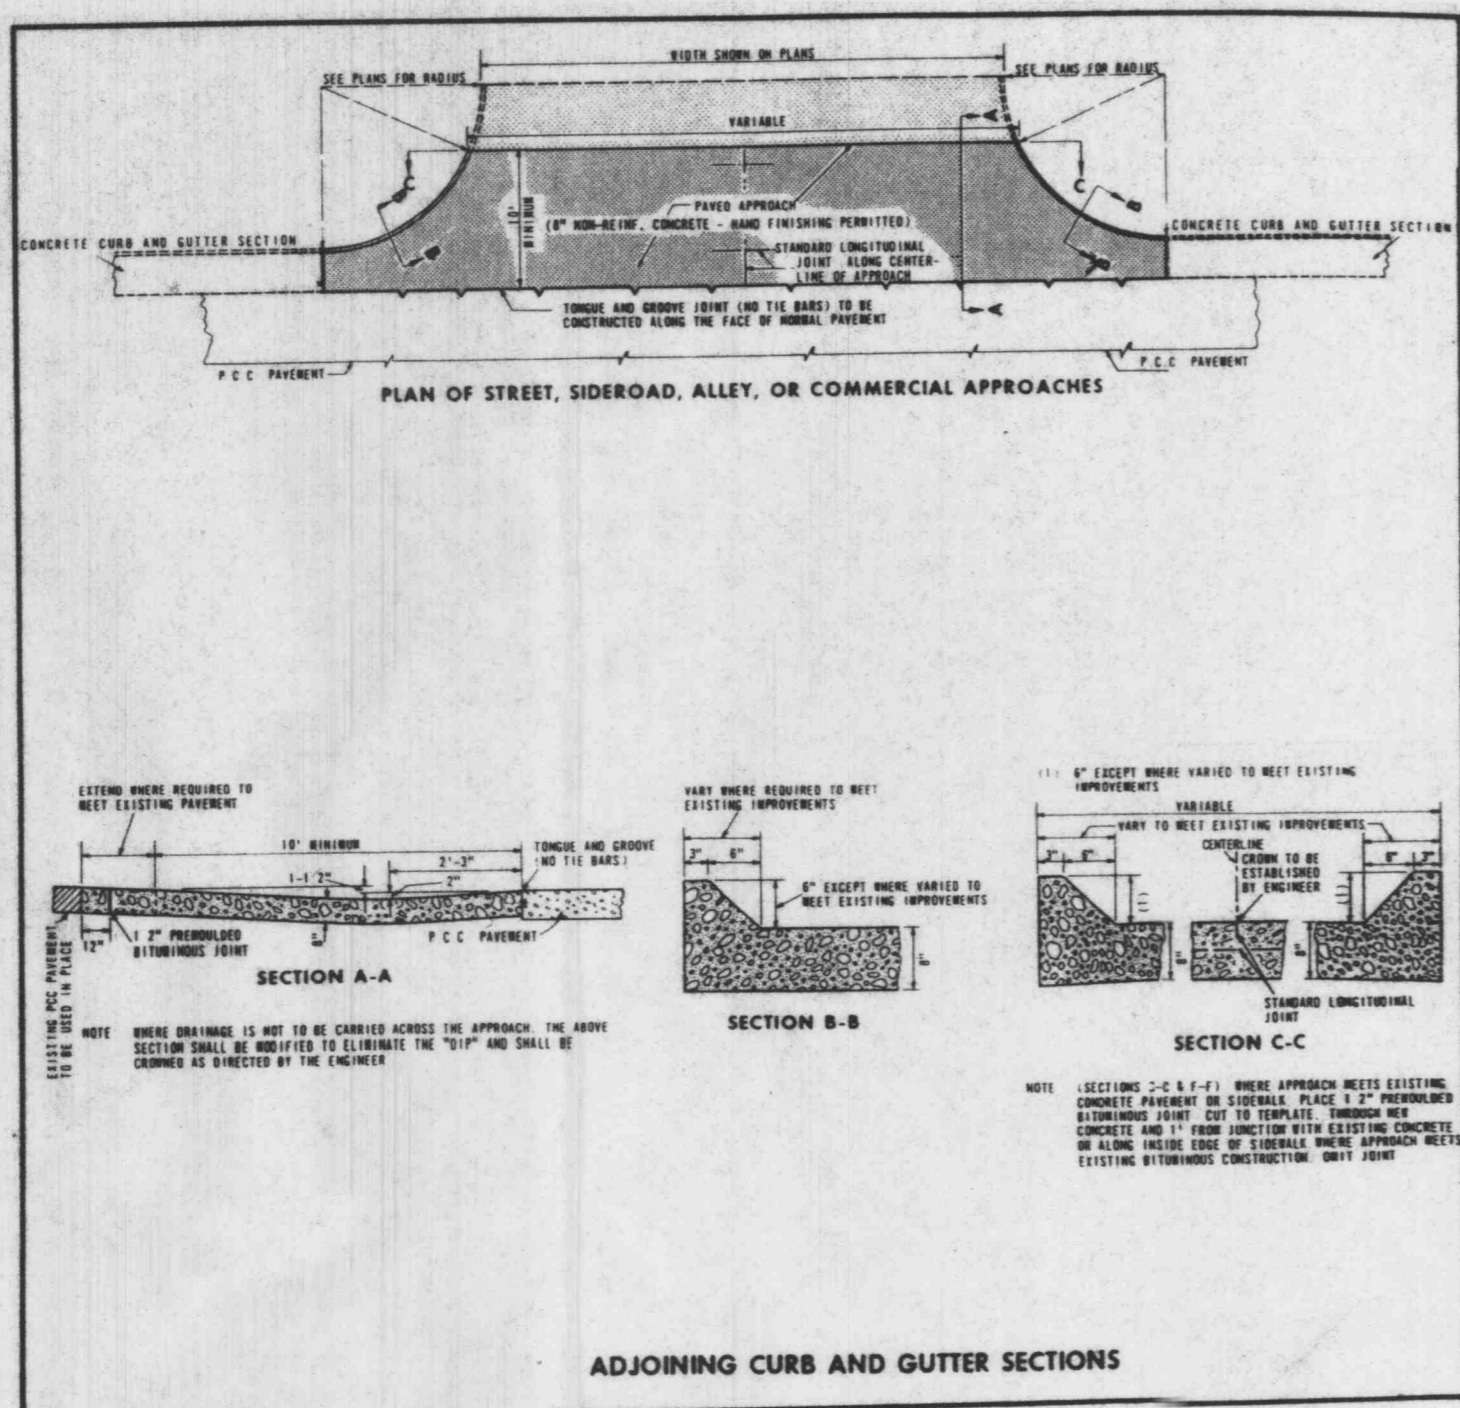 WIDTH SHOWN ON PLANS
SEE PLANS FOR RADIUS
SEE PLANS FOR RADIUS
VARIABLE
A
C
C
B
B
10'
MINIMUM
PAVED APPROACH
(8" NON-REINF. CONCRETE - HAND FINISHING PERMITTED)
CONCRETE CURB AND GUTTER SECTION
CONCRETE CURB AND GUTTER SECTION
STANDARD LONGITUDINAL
JOINT ALONG CENTER-
LINE OF APPROACH
B
B
A
TONGUE AND GROOVE JOINT (NO TIE BARS) TO BE
CONSTRUCTED ALONG THE FACE OF NORMAL PAVEMENT
P C C PAVEMENT
P.C.C PAVEMENT
PLAN OF STREET, SIDEROAD, ALLEY, OR COMMERCIAL APPROACHES
EXTEND WHERE REQUIRED TO
MEET EXISTING PAVEMENT
10' MINIMUM
TONGUE AND GROOVE
(NO TIE BARS)
2'-3"
1-1/2"
2"
12"
1 2" PREMOULDED
BITUMINOUS JOINT
8"
P C C PAVEMENT
EXISTING PCC PAVEMENT
TO BE USED IN PLACE
SECTION A-A
NOTE WHERE DRAINAGE IS NOT TO BE CARRIED ACROSS THE APPROACH. THE ABOVE
SECTION SHALL BE MODIFIED TO ELIMINATE THE "DIP" AND SHALL BE
CROWNED AS DIRECTED BY THE ENGINEER
VARY WHERE REQUIRED TO MEET
EXISTING IMPROVEMENTS
3" 6"
6" EXCEPT WHERE VARIED TO
MEET EXISTING IMPROVEMENTS
8"
SECTION B-B
(1) 6" EXCEPT WHERE VARIED TO MEET EXISTING
IMPROVEMENTS
VARIABLE
VARY TO MEET EXISTING IMPROVEMENTS
3" 6"
CENTERLINE
CROWN TO BE
ESTABLISHED
BY ENGINEER
6" 3"
(1)
(1)
8"
8"
STANDARD LONGITUDINAL
JOINT
SECTION C-C
NOTE (SECTIONS C-C & F-F) WHERE APPROACH MEETS EXISTING
CONCRETE PAVEMENT OR SIDEWALK PLACE 1 2" PREMOULDED
BITUMINOUS JOINT CUT TO TEMPLATE. THROUGH NEW
CONCRETE AND 1' FROM JUNCTION WITH EXISTING CONCRETE
OR ALONG INSIDE EDGE OF SIDEWALK WHERE APPROACH MEETS
EXISTING BITUMINOUS CONSTRUCTION OMIT JOINT
ADJOINING CURB AND GUTTER SECTIONS